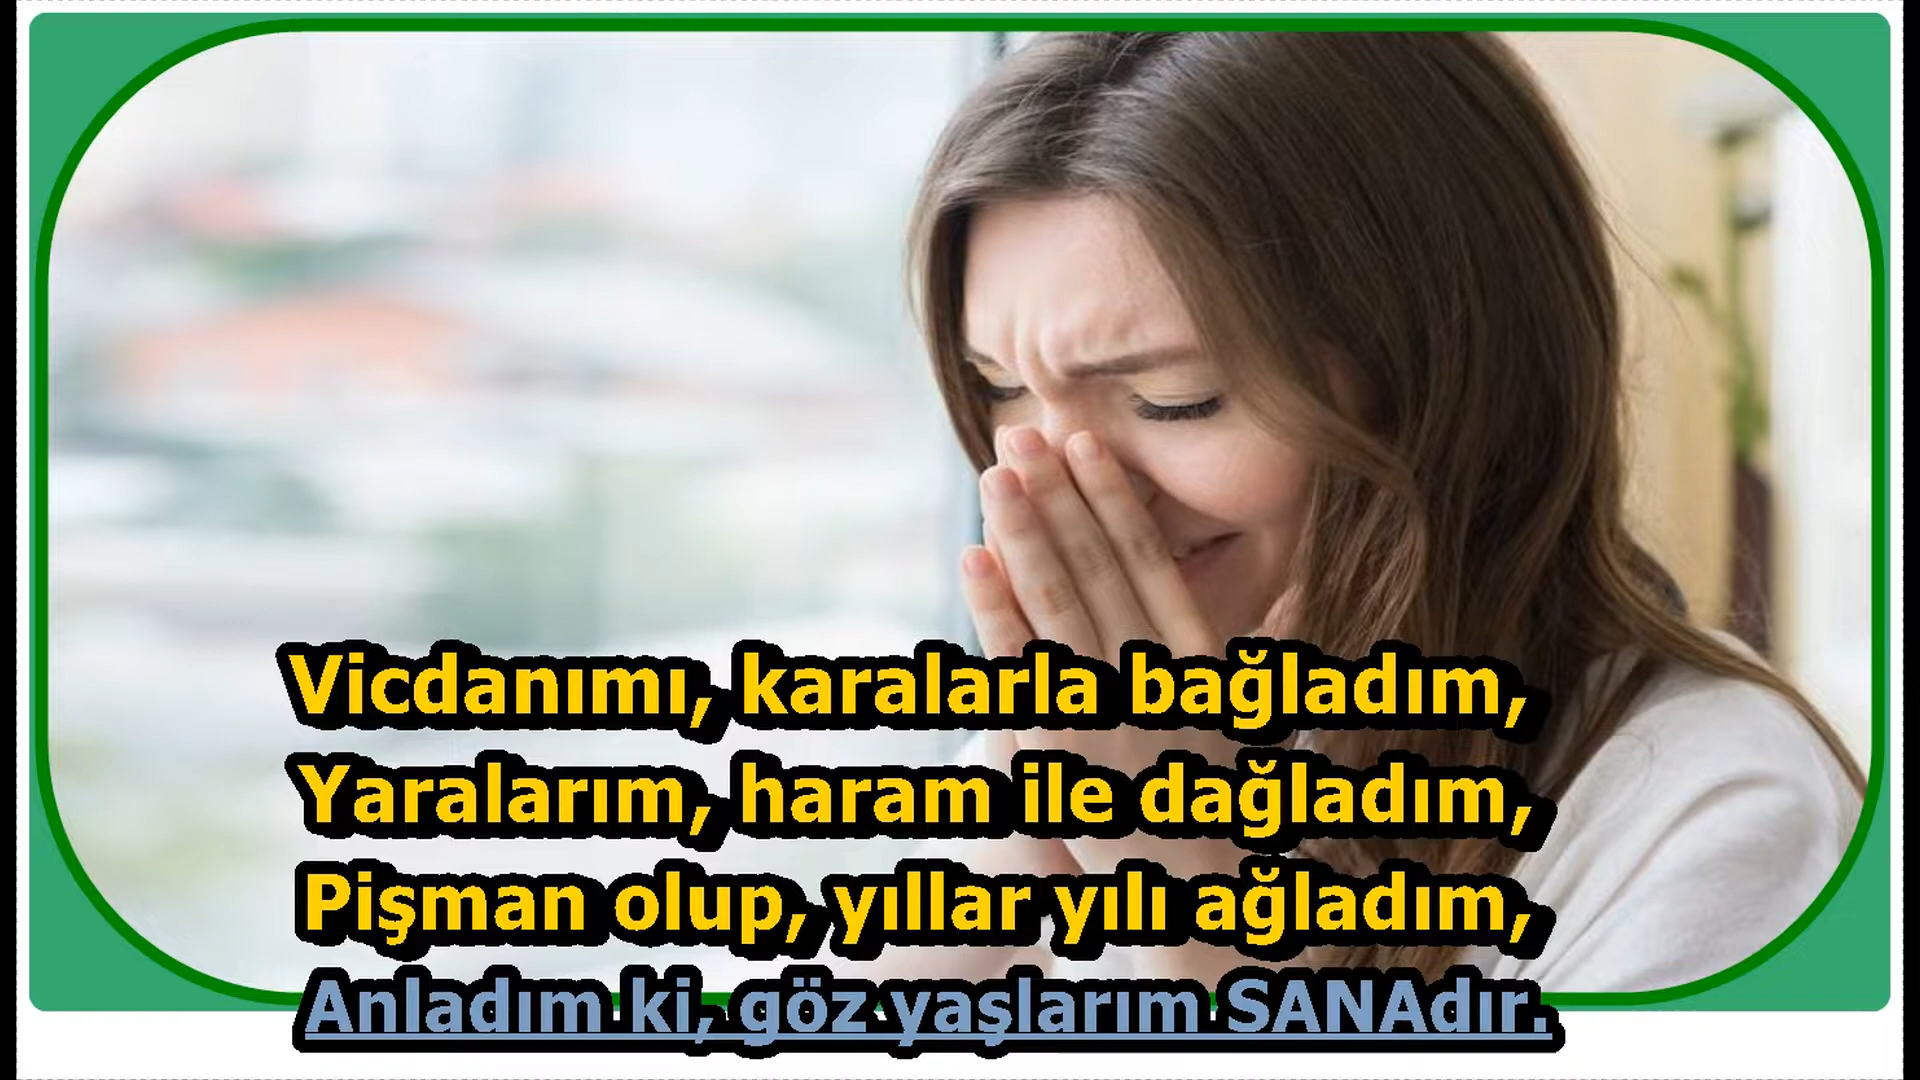 Vicdanımı, karalarla bağladım,
Yaralarım, haram ile dağladım,
Pişman olup, yıllar yılı ağladım,
Anladım ki, göz yaşlarım SANAdır.